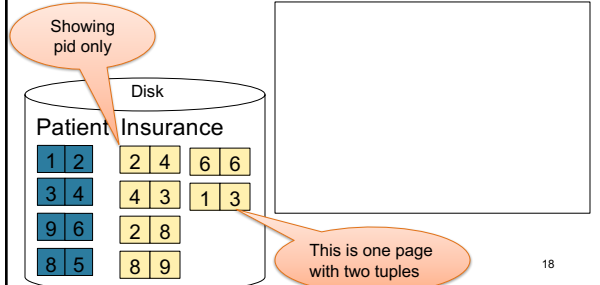 Showing
pid only
Disk
Patient Insurance
1 2 2 4 6 6
3 4 4 3 1 3
9 6 2 8
8 5 8 9
This is one page
with two tuples
18